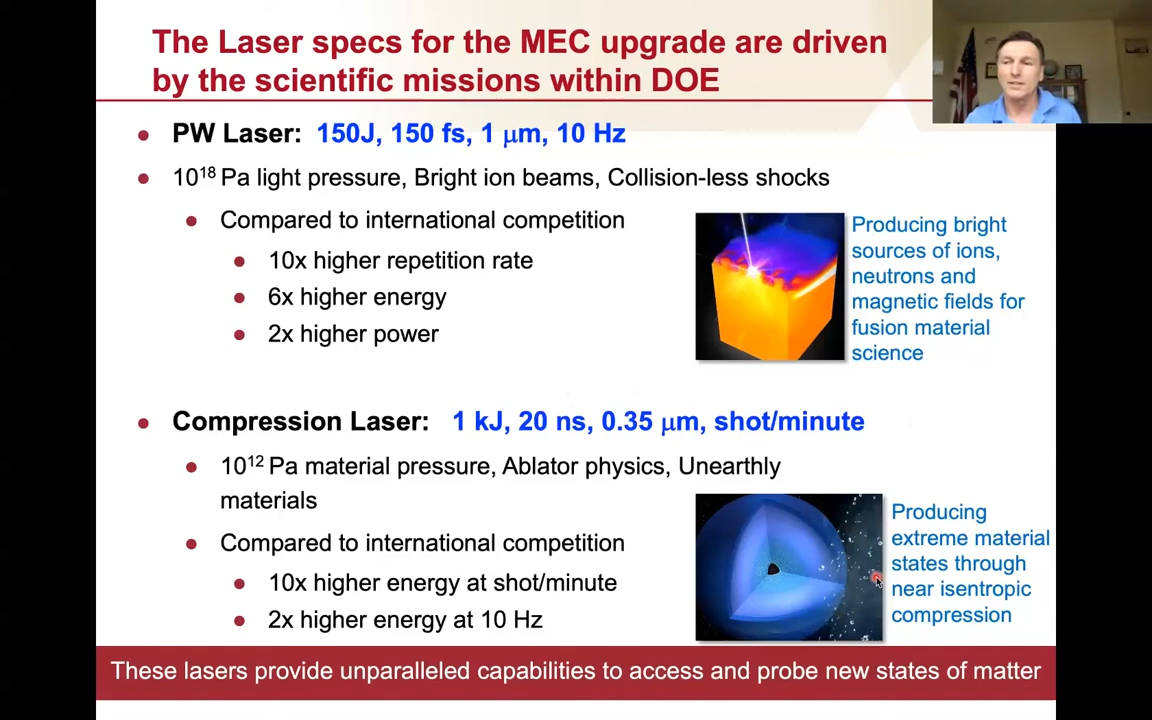 The Laser specs for the MEC upgrade are driven
by the scientific missions within DOE
• PW Laser: 150J, 150 fs, 1 μm, 10 Hz
• 10¹⁸ Pa light pressure, Bright ion beams, Collision-less shocks
• Compared to international competition
• 10x higher repetition rate
• 6x higher energy
• 2x higher power
Producing bright
sources of ions,
neutrons and
magnetic fields for
fusion material
science
• Compression Laser: 1 kJ, 20 ns, 0.35 μm, shot/minute
• 10¹² Pa material pressure, Ablator physics, Unearthly
materials
• Compared to international competition
• 10x higher energy at shot/minute
• 2x higher energy at 10 Hz
Producing
extreme material
states through
near isentropic
compression
These lasers provide unparalleled capabilities to access and probe new states of matter